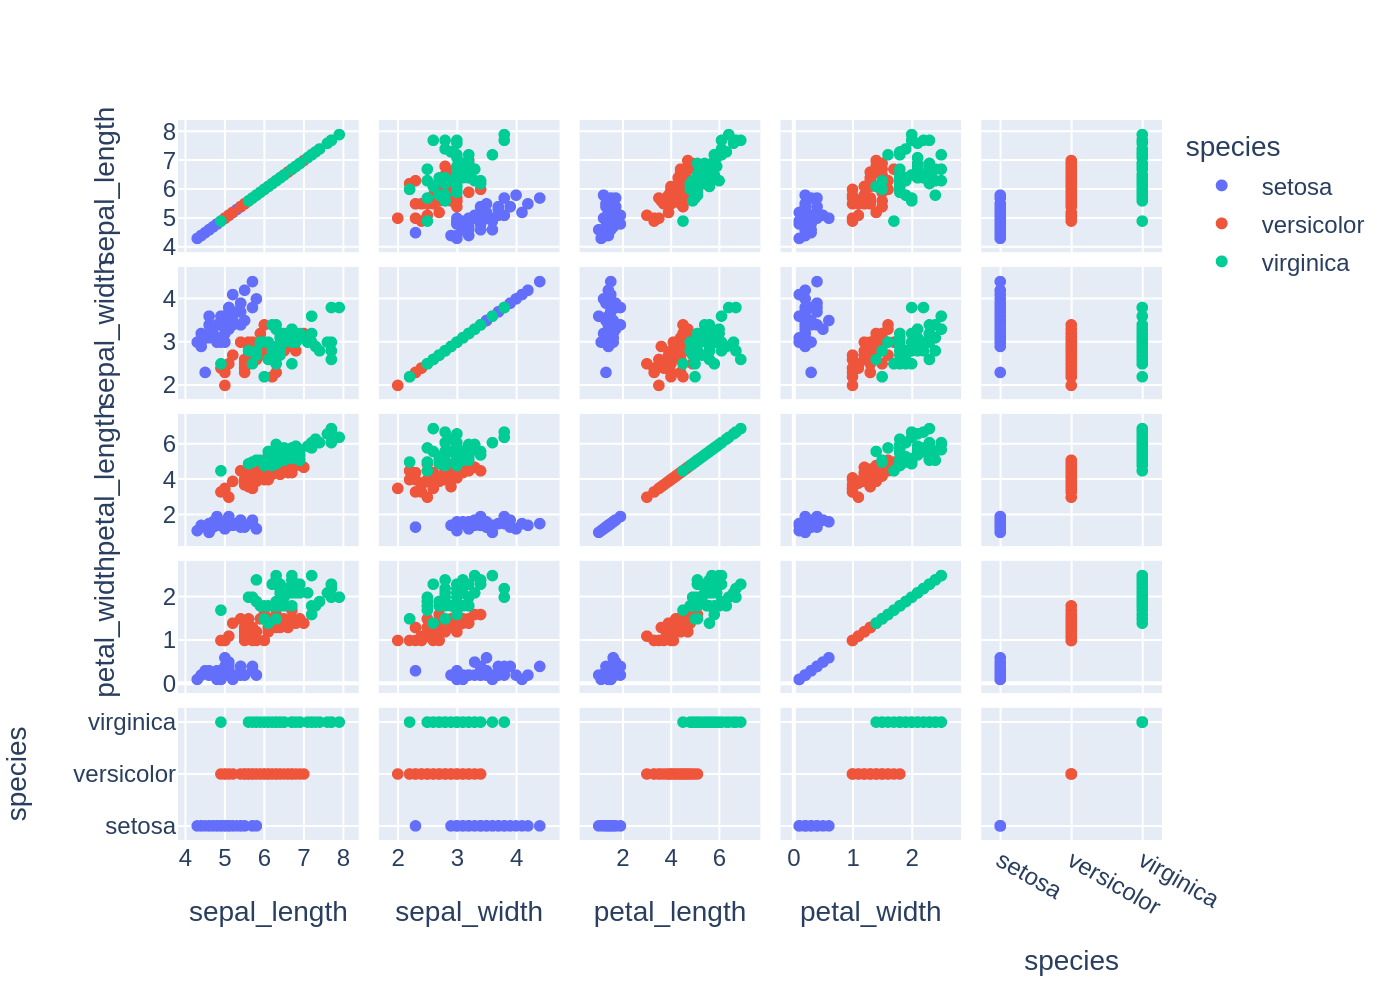 sepal_length
8
7
6
5
4
sepal_width
4
3
2
petal_length
6
4
2
petal_width
2
1
0
species
virginica
versicolor
setosa
4 5 6 7 8
2 3 4
2 4 6
0 1 2
setosa versicolor virginica
sepal_length sepal_width petal_length petal_width
species
species
setosa
versicolor
virginica